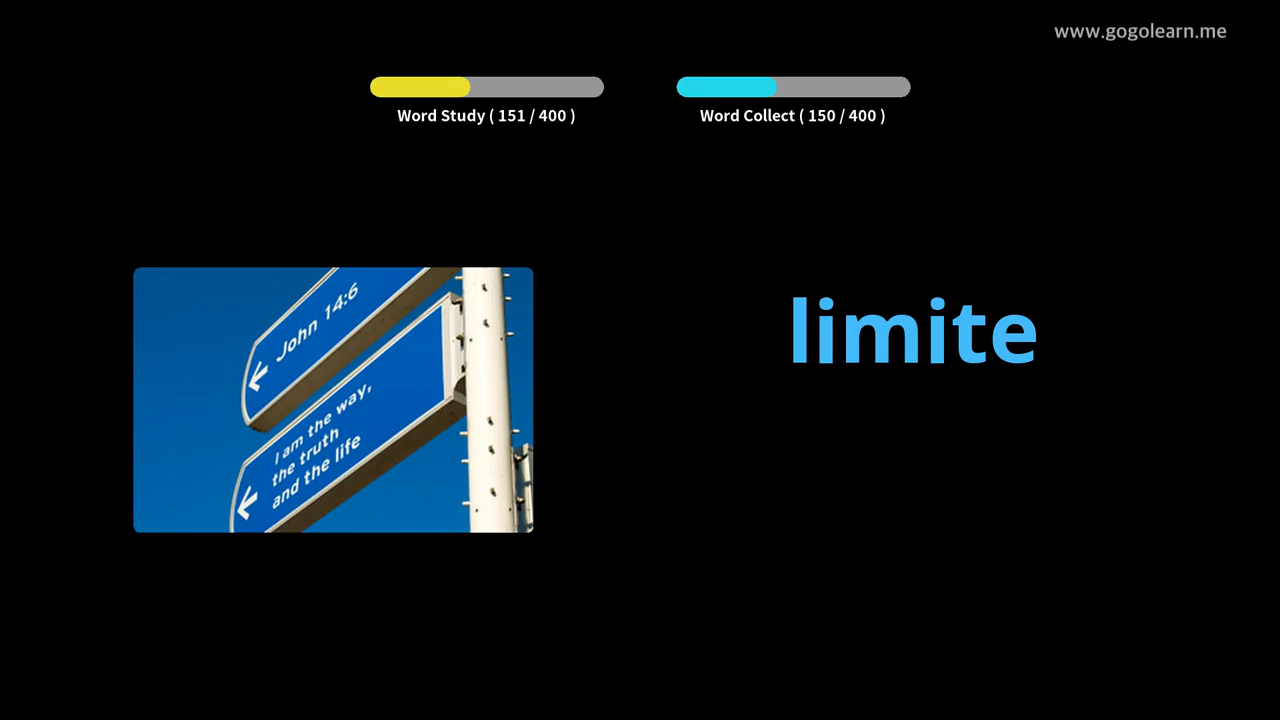 www.gogolearn.me
Word Study ( 151 / 400 )
Word Collect ( 150 / 400 )
John 14:6
I am the way,
the truth
and the life
limite